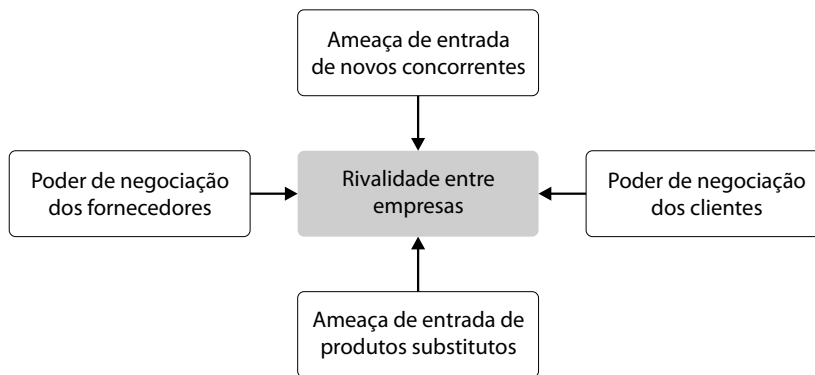 Ameaça de entrada
de novos concorrentes
Poder de negociação
dos fornecedores
Rivalidade entre
empresas
Poder de negociação
dos clientes
Ameaça de entrada de
produtos substitutos